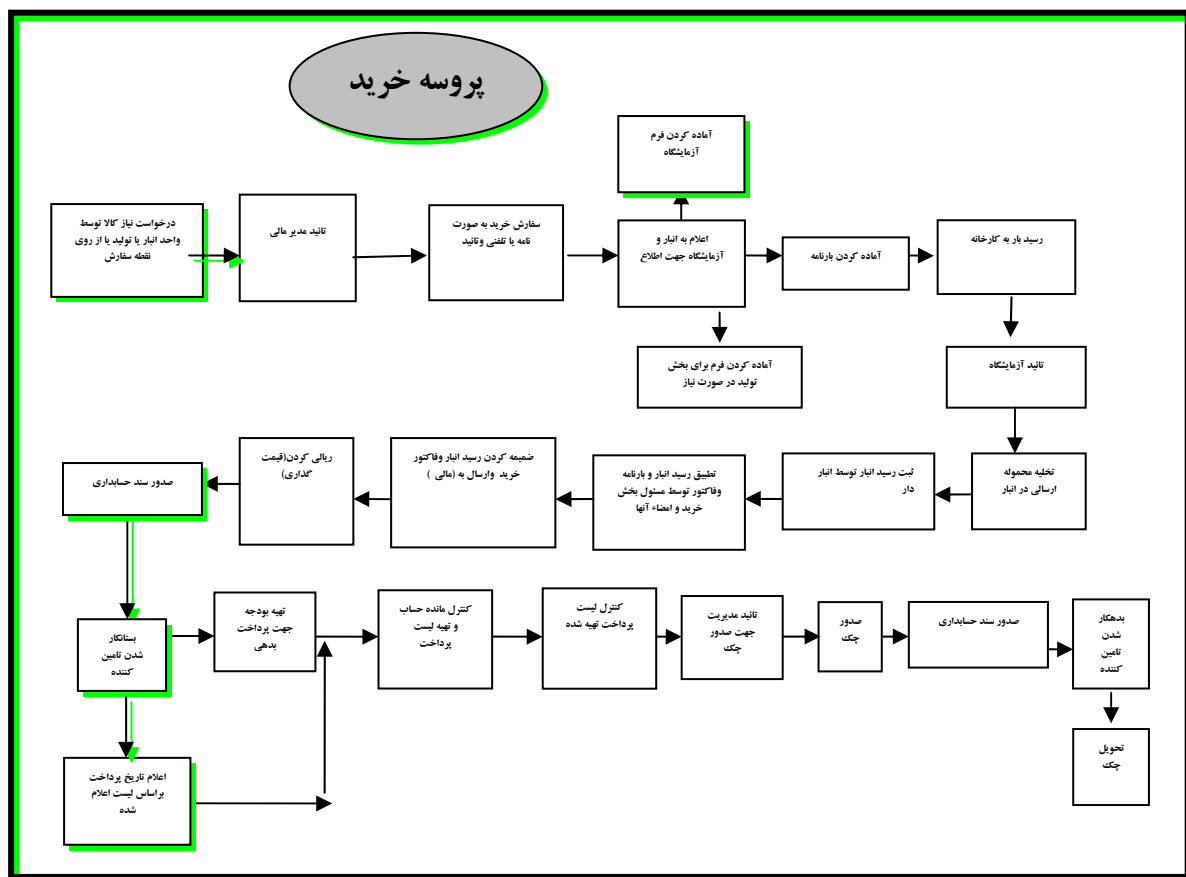 پروسه خرید
آماده کردن فرم
آزمایشگاه
درخواست نیاز کالا توسط
واحد انبار یا تولید یا از روی
نقطه سفارش
تائید مدیر مالی
سفارش خرید به صورت
نامه یا تلفنی وتائید
اعلام به انبار و
آزمایشگاه جهت اطلاع
آماده کردن بارنامه
رسید بار به کارخانه
آماده کردن فرم برای بخش
تولید در صورت نیاز
تائید آزمایشگاه
تخلیه محموله
ارسالی در انبار
ثبت رسید انبار توسط انبار
دار
تطبیق رسید انبار و بارنامه
وفاکتور توسط مسئول بخش
خرید و امضاء آنها
ضمیمه کردن رسید انبار وفاکتور
خرید وارسال به (مالی )
ریالی کردن(قیمت
گذاری)
صدور سند حسابداری
بستانکار
شدن تامین
کننده
تهیه بودجه
جهت پرداخت
بدهی
کنترل مانده حساب
و تهیه لیست
پرداخت
کنترل لیست
پرداخت تهیه شده
تائید مدیریت
جهت صدور
چک
صدور
چک
صدور سند حسابداری
بدهکار
شدن
تامین
کننده
تحویل
چک
اعلام تاریخ پرداخت
براساس لیست اعلام
شده